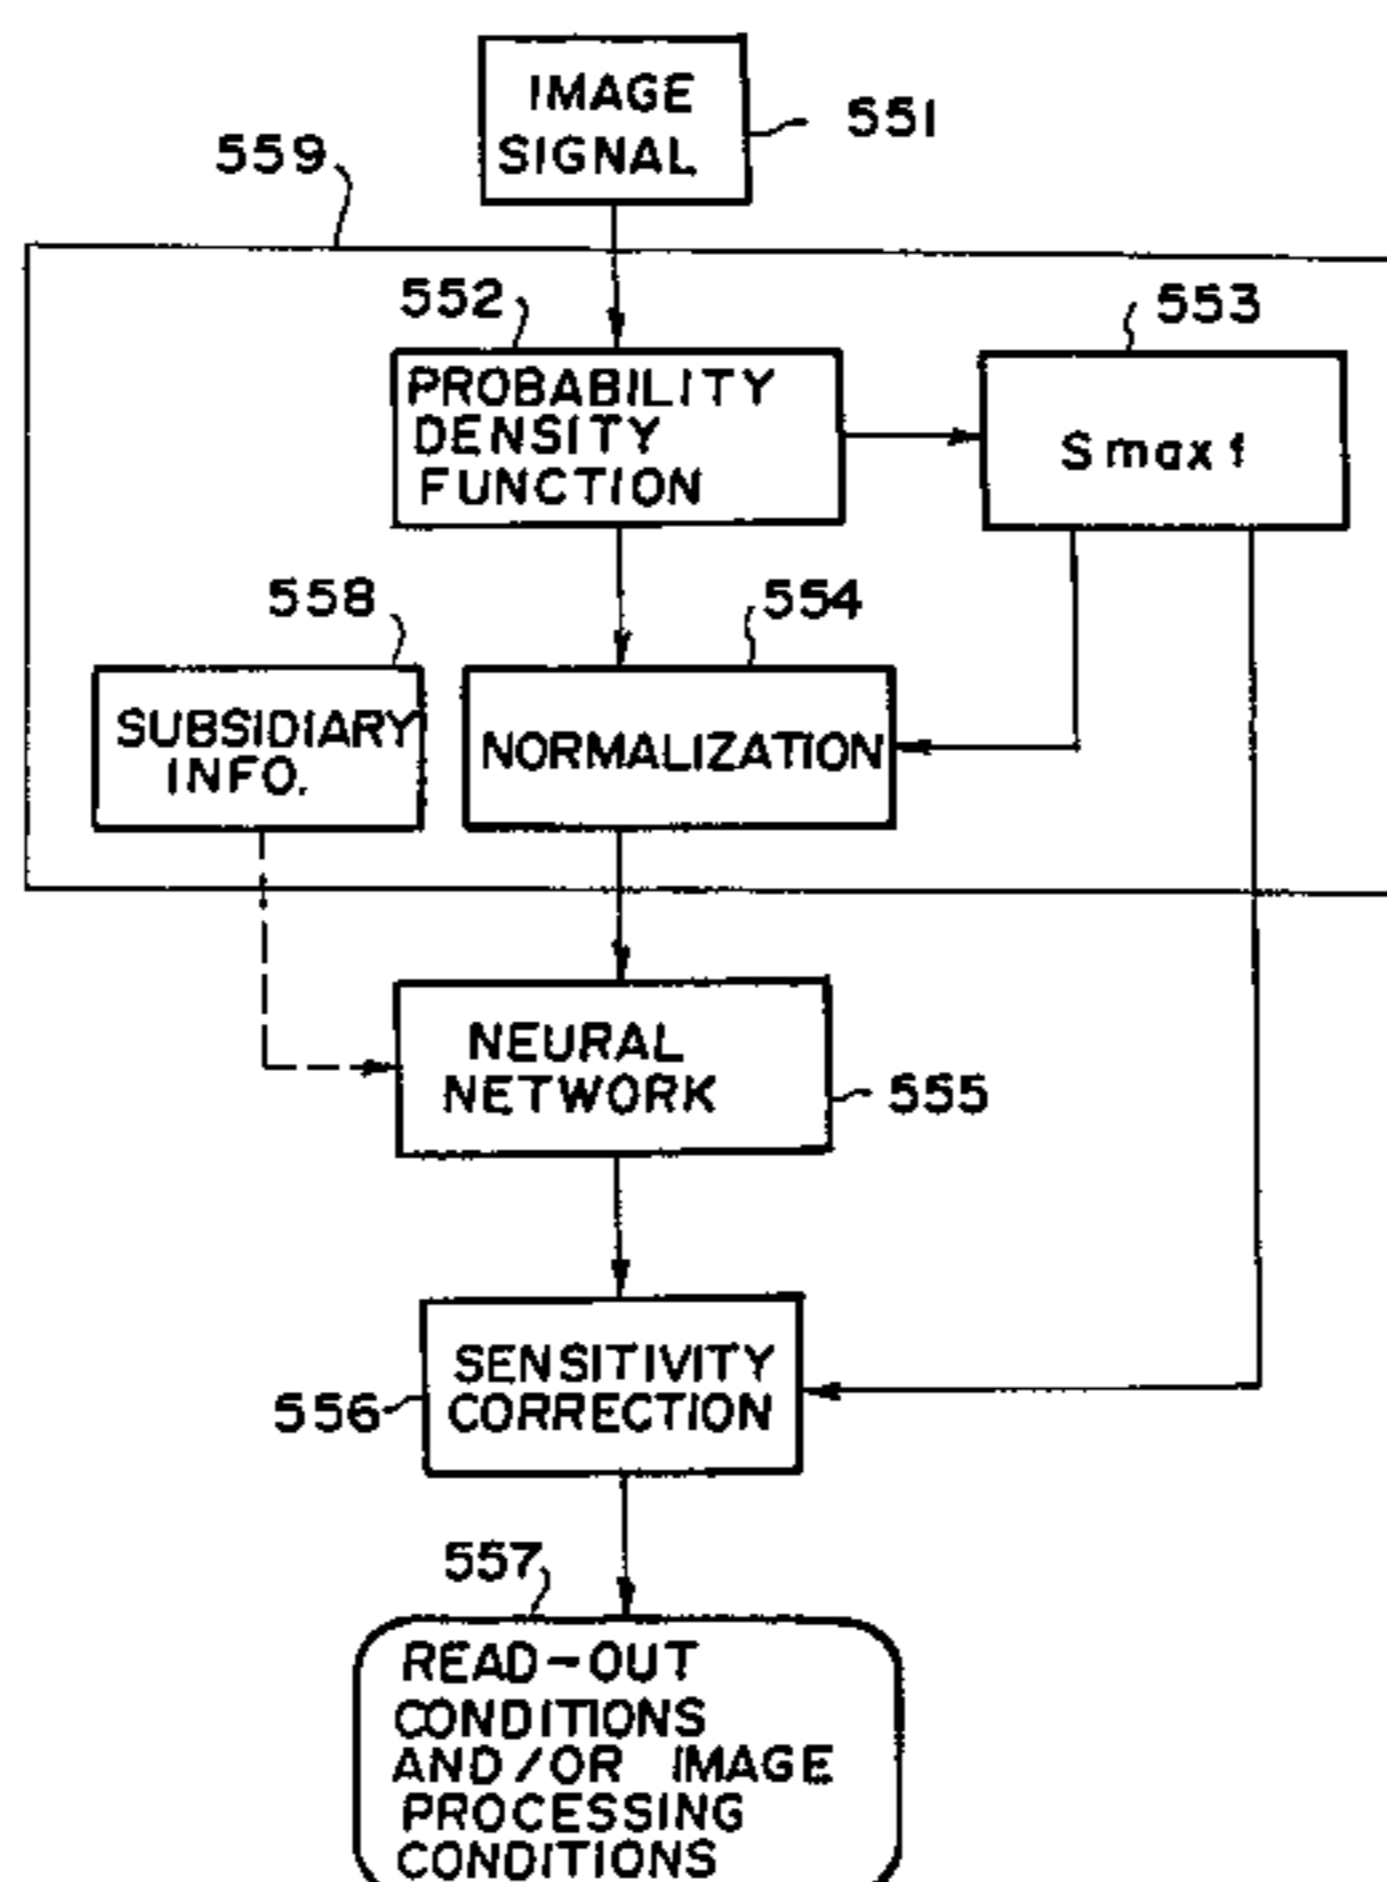 IMAGE
SIGNAL
551
559
552
553
PROBABILITY
DENSITY
FUNCTION
Smaxf
558
554
SUBSIDIARY
INFO.
NORMALIZATION
NEURAL
NETWORK
555
SENSITIVITY
CORRECTION
556
557
READ-OUT
CONDITIONS
AND/OR IMAGE
PROCESSING
CONDITIONS